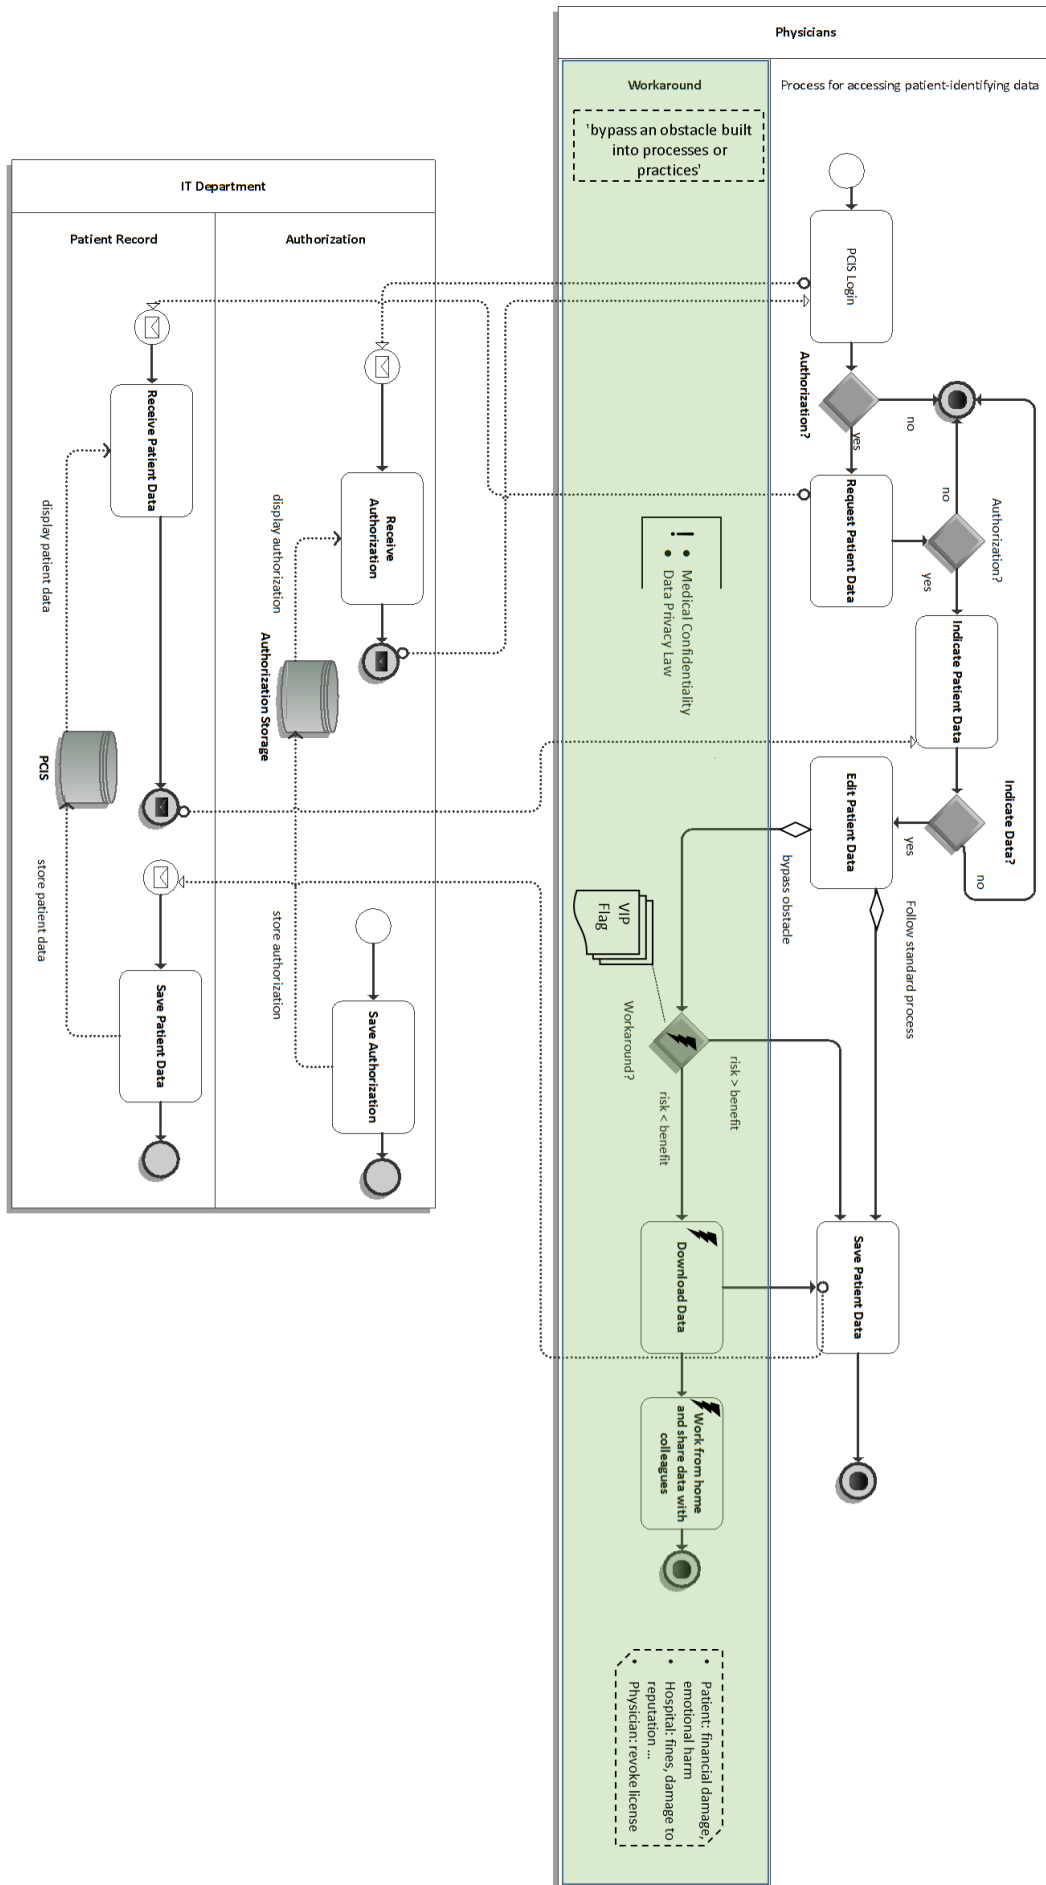 Physicians
Workaround
Process for accessing patient-identifying data
'bypass an obstacle built
into processes or
practices'
IT Department
Patient Record
Authorization
PCIS Login
Authorization?
no
yes
Request Patient Data
Authorization?
no
yes
Indicate Patient Data
Indicate Data?
no
yes
Edit Patient Data
Follow standard process
bypass obstacle
!
• Medical Confidentiality
• Data Privacy Law
VIP
Flag
Workaround?
risk > benefit
risk < benefit
Save Patient Data
Download Data
Work from home
and share data with
colleagues
• Patient: financial damage,
emotional harm
• Hospital: fines, damage to
reputation ...
• Physician: revoke license
Receive
Authorization
display authorization
Authorization Storage
store authorization
Save Authorization
Receive Patient Data
display patient data
PCIS
store patient data
Save Patient Data